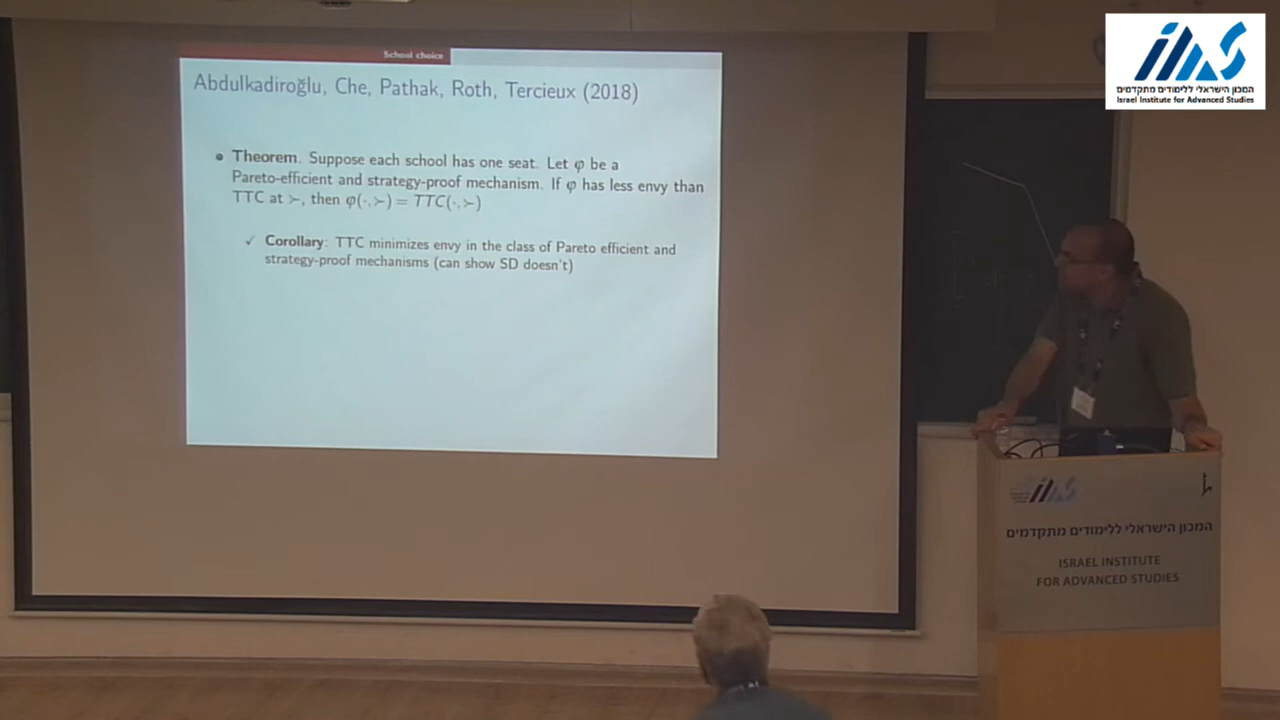 School choice
Abdulkadiroğlu, Che, Pathak, Roth, Tercieux (2018)
Theorem. Suppose each school has one seat. Let φ be a
Pareto-efficient and strategy-proof mechanism. If φ has less envy than
TTC at ≻, then φ(·,≻) = TTC(·,≻)
✓ Corollary: TTC minimizes envy in the class of Pareto efficient and
strategy-proof mechanisms (can show SD doesn't)
המכון הישראלי ללימודים מתקדמים
Israel Institute for Advanced Studies
המכון הישראלי ללימודים מתקדמים
ISRAEL INSTITUTE
FOR ADVANCED STUDIES